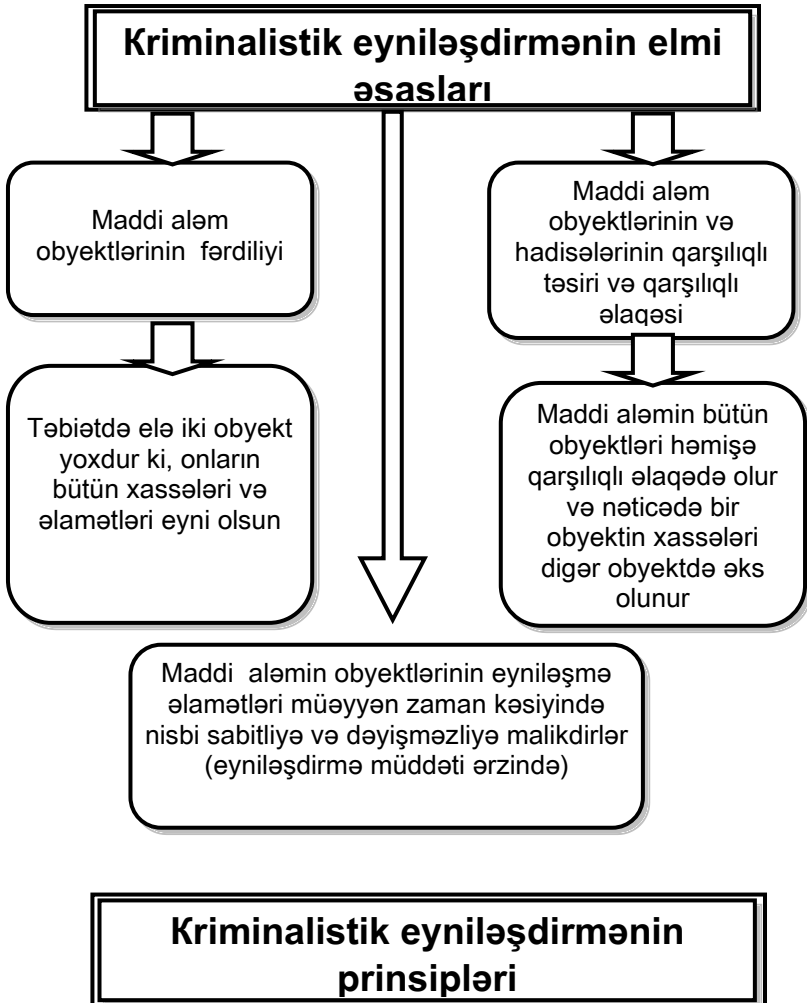 Kriminalistik eyniləşdirmənin elmi
əsasları
Maddi aləm
obyektlərinin fərdiliyi
Təbiətdə elə iki obyekt
yoxdur ki, onların
bütün xassələri və
əlamətləri eyni olsun
Maddi aləm
obyektlərinin və
hadisələrinin qarşılıqlı
təsiri və qarşılıqlı
əlaqəsi
Maddi aləmin bütün
obyektləri həmişə
qarşılıqlı əlaqədə olur
və nəticədə bir
obyektin xassələri
digər obyektdə əks
olunur
Maddi aləmin obyektlərinin eyniləşmə
əlamətləri müəyyən zaman kəsiyində
nisbi sabitliyə və dəyişməzliyə malikdirlər
(eyniləşdirmə müddəti ərzində)
Kriminalistik eyniləşdirmənin
prinsipləri